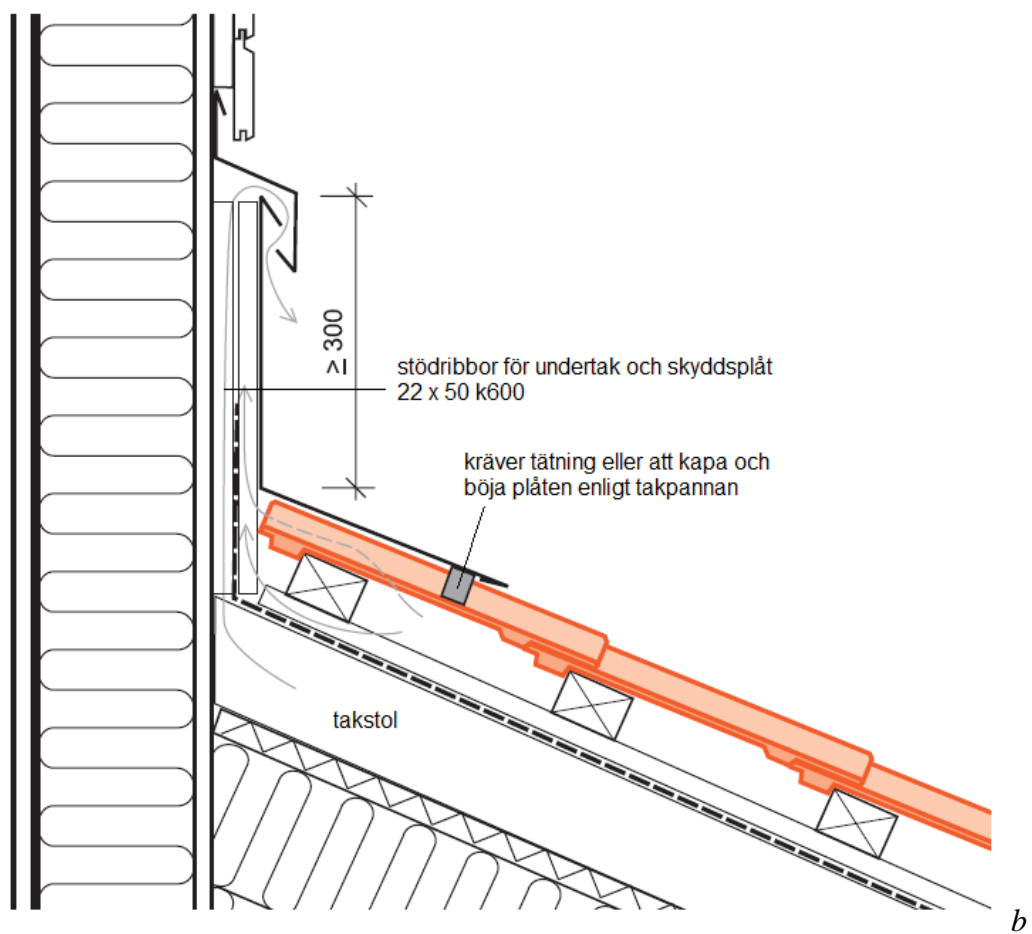 ≥ 300
stödribbor för undertak och skyddsplåt
22 x 50 k600
kräver tätning eller att kapa och
böja plåten enligt takpannan
takstol
b